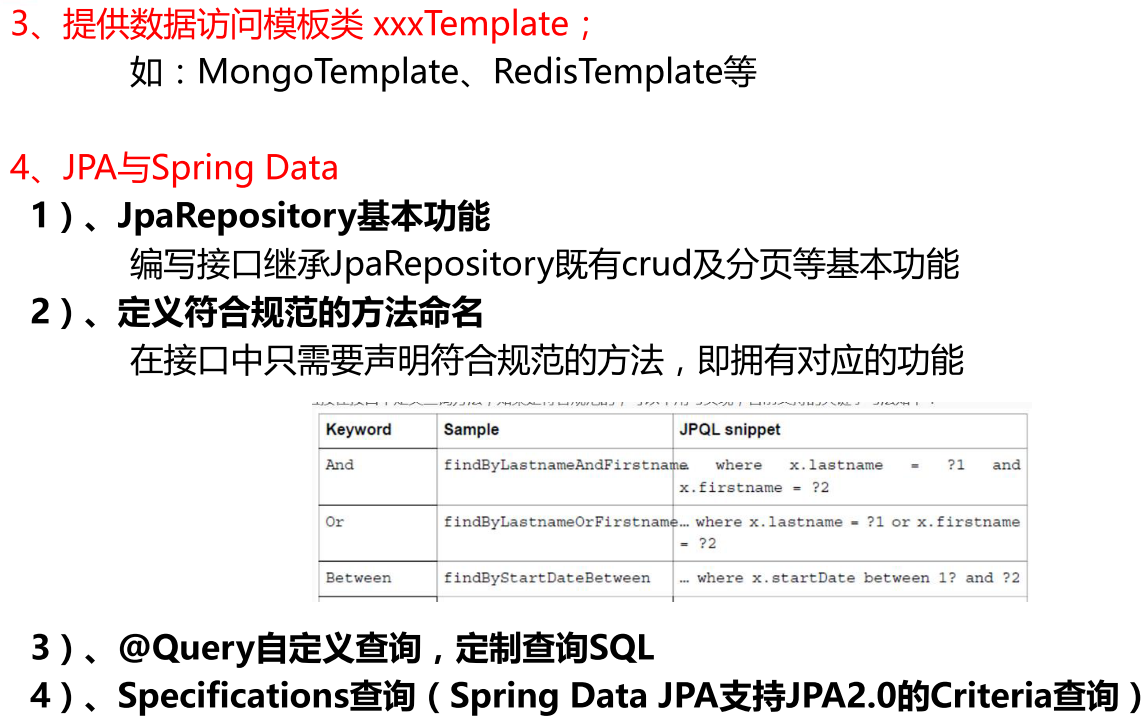 3、提供数据访问模板类 xxxTemplate；
如：MongoTemplate、RedisTemplate等
4、JPA与Spring Data
1）、JpaRepository基本功能
编写接口继承JpaRepository既有crud及分页等基本功能
2）、定义符合规范的方法命名
在接口中只需要声明符合规范的方法，即拥有对应的功能
Keyword Sample JPQL snippet
And findByLastnameAndFirstname where x.lastname = ?1 and
x.firstname = ?2
Or findByLastnameOrFirstname … where x.lastname = ?1 or x.firstname
= ?2
Between findByStartDateBetween … where x.startDate between 1? and ?2
3）、@Query自定义查询，定制查询SQL
4）、Specifications查询（Spring Data JPA支持JPA2.0的Criteria查询）